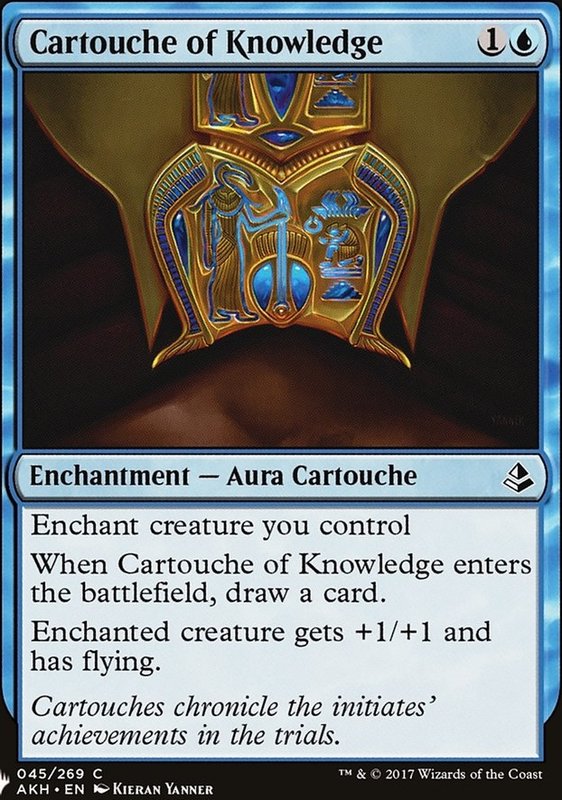 Cartouche of Knowledge 1
Enchantment — Aura Cartouche
Enchant creature you control
When Cartouche of Knowledge enters
the battlefield, draw a card.
Enchanted creature gets +1/+1 and
has flying.
Cartouches chronicle the initiates’
achievements in the trials.
045/269 C
™ & © 2017 Wizards of the Coast
AKH • EN Kieran Yanner